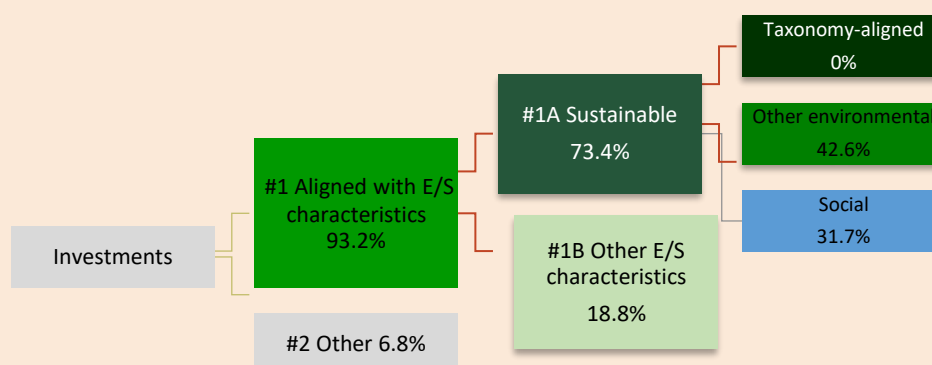 Investments
#1 Aligned with E/S
characteristics
93.2%
#2 Other 6.8%
#1A Sustainable
73.4%
#1B Other E/S
characteristics
18.8%
Taxonomy-aligned
0%
Other environmental
42.6%
Social
31.7%